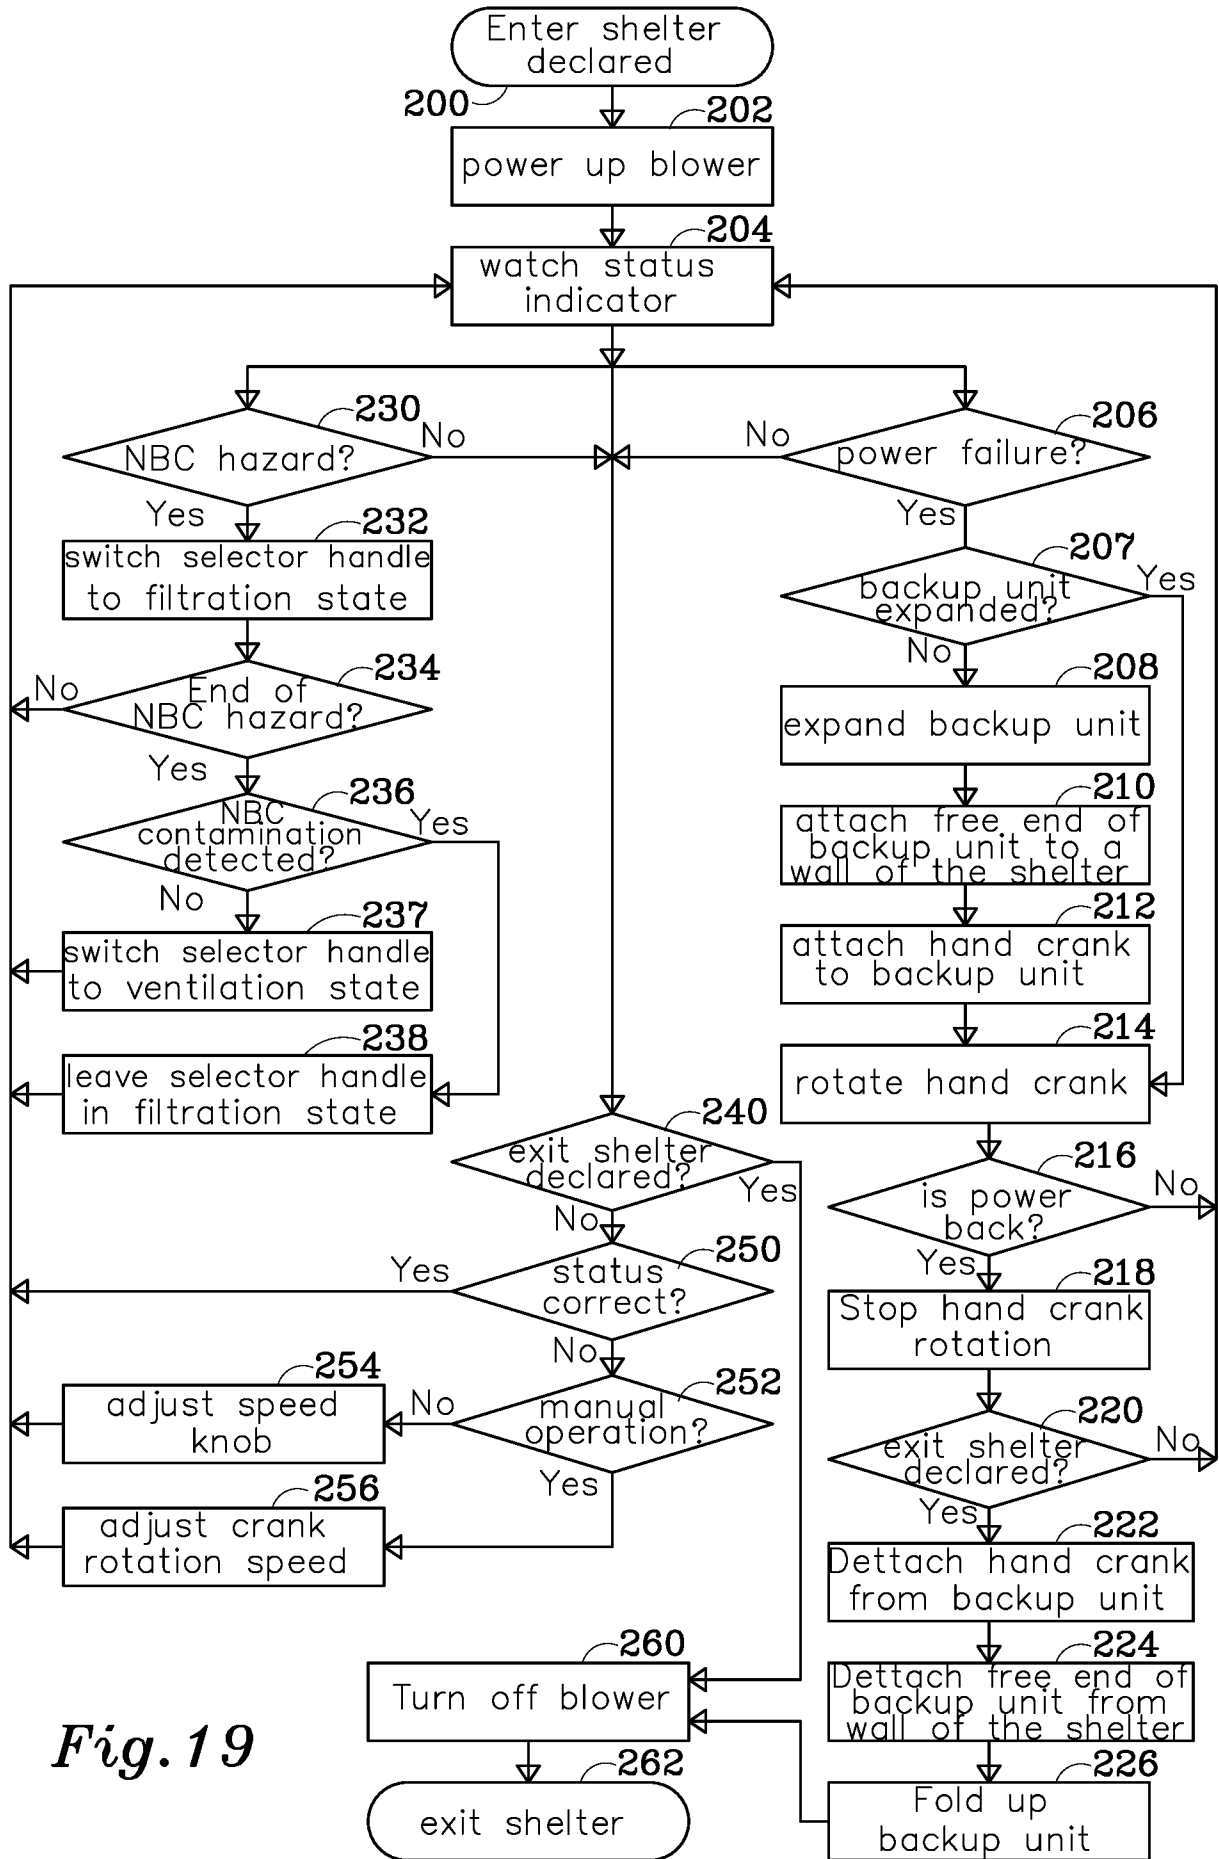 Enter shelter
declared
200
202
power up blower
204
watch status
indicator
230
NBC hazard?
No
Yes
232
switch selector handle
to filtration state
234
End of
NBC hazard?
No
Yes
236
NBC
contamination
detected?
Yes
No
237
switch selector handle
to ventilation state
238
leave selector handle
in filtration state
206
power failure?
No
Yes
207
backup unit
expanded?
Yes
No
208
expand backup unit
210
attach free end of
backup unit to a
wall of the shelter
212
attach hand crank
to backup unit
214
rotate hand crank
216
is power
back?
No
Yes
218
Stop hand crank
rotation
220
exit shelter
declared?
No
Yes
222
Dettach hand crank
from backup unit
224
Dettach free end of
backup unit from
wall of the shelter
226
Fold up
backup unit
240
exit shelter
declared?
Yes
No
250
status
correct?
Yes
No
252
manual
operation?
No
Yes
254
adjust speed
knob
256
adjust crank
rotation speed
260
Turn off blower
262
exit shelter
Fig.19